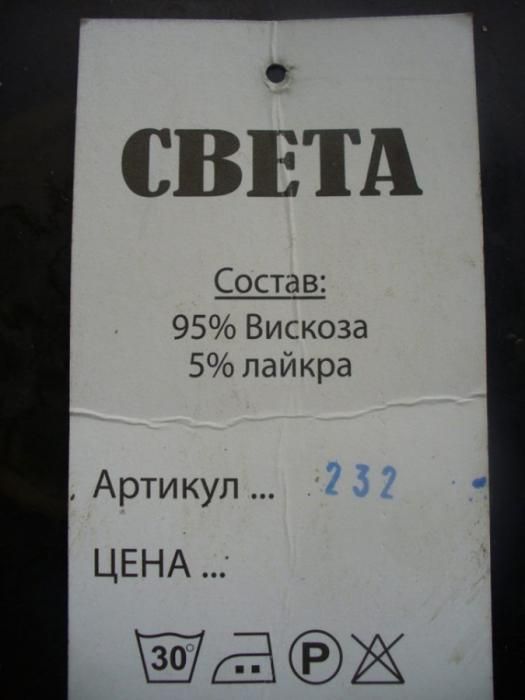 СВЕТА
Состав:
95% Вискоза
5% лайкра
Артикул ... 232
ЦЕНА ...
30° P